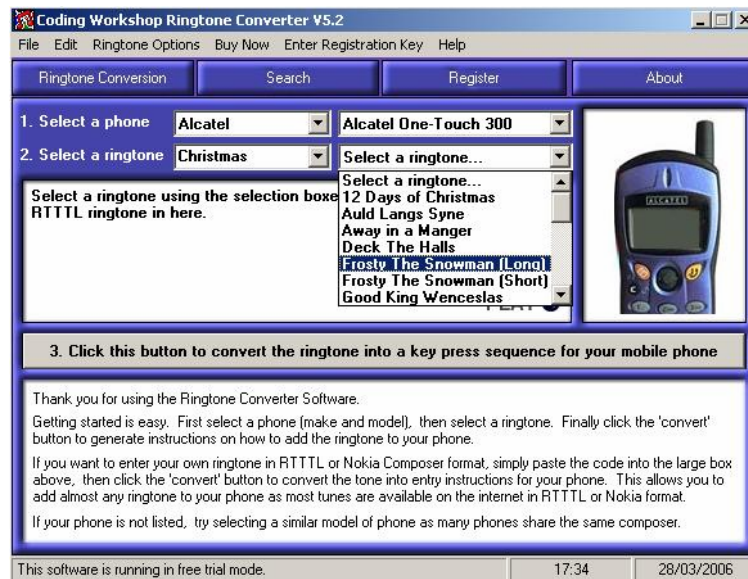 Coding Workshop Ringtone Converter V5.2
File Edit Ringtone Options Buy Now Enter Registration Key Help
Ringtone Conversion Search Register About
1. Select a phone Alcatel Alcatel One-Touch 300
2. Select a ringtone Christmas Select a ringtone...
Select a ringtone...
12 Days of Christmas
Auld Langs Syne
Away in a Manger
Deck The Halls
Frosty The Snowman (Long)
Frosty The Snowman (Short)
Good King Wenceslas
Select a ringtone using the selection boxe
RTTTL ringtone in here.
ALCATEL
3. Click this button to convert the ringtone into a key press sequence for your mobile phone
Thank you for using the Ringtone Converter Software.
Getting started is easy. First select a phone (make and model), then select a ringtone. Finally click the 'convert'
button to generate instructions on how to add the ringtone to your phone.
If you want to enter your own ringtone in RTTTL or Nokia Composer format, simply paste the code into the large box
above, then click the 'convert' button to convert the tone into entry instructions for your phone. This allows you to
add almost any ringtone to your phone as most tunes are available on the internet in RTTTL or Nokia format.
If your phone is not listed, try selecting a similar model of phone as many phones share the same composer.
This software is running in free trial mode. 17:34 28/03/2006